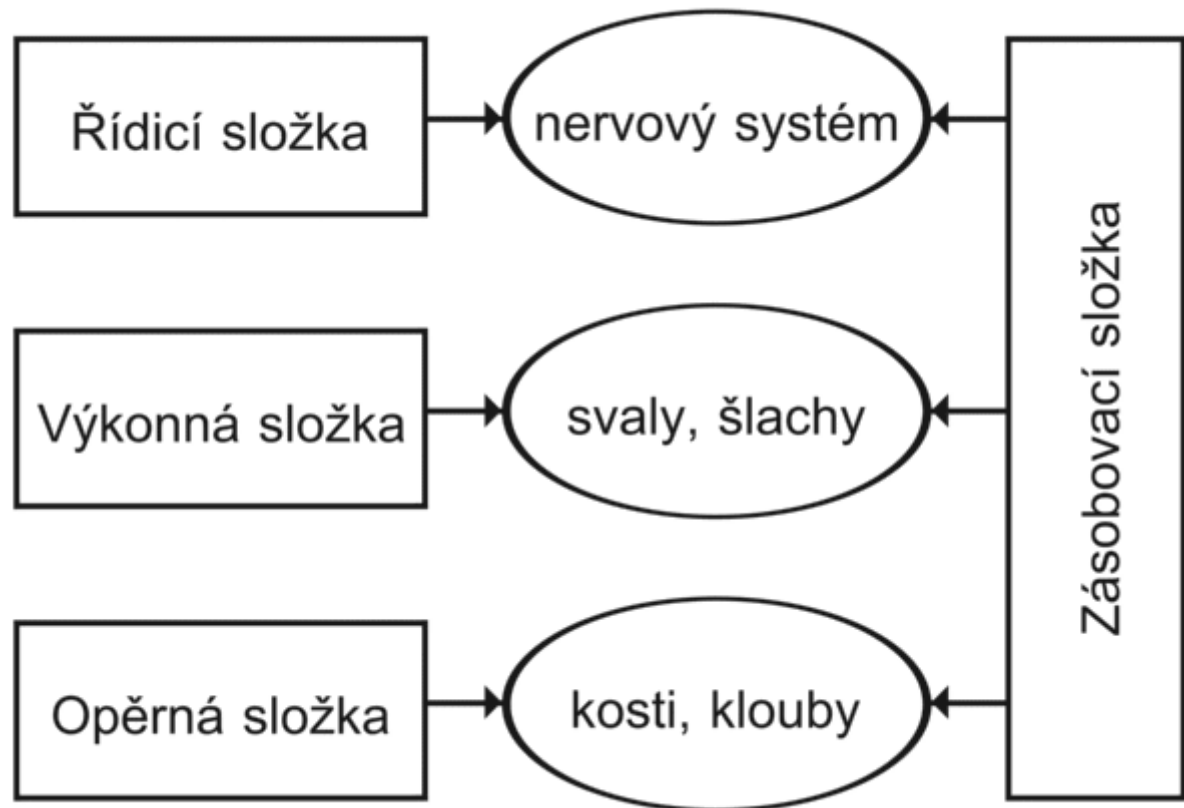 Řídicí složka
nervový systém
Výkonná složka
svaly, šlachy
Opěrná složka
kosti, klouby
Zásobovací složka